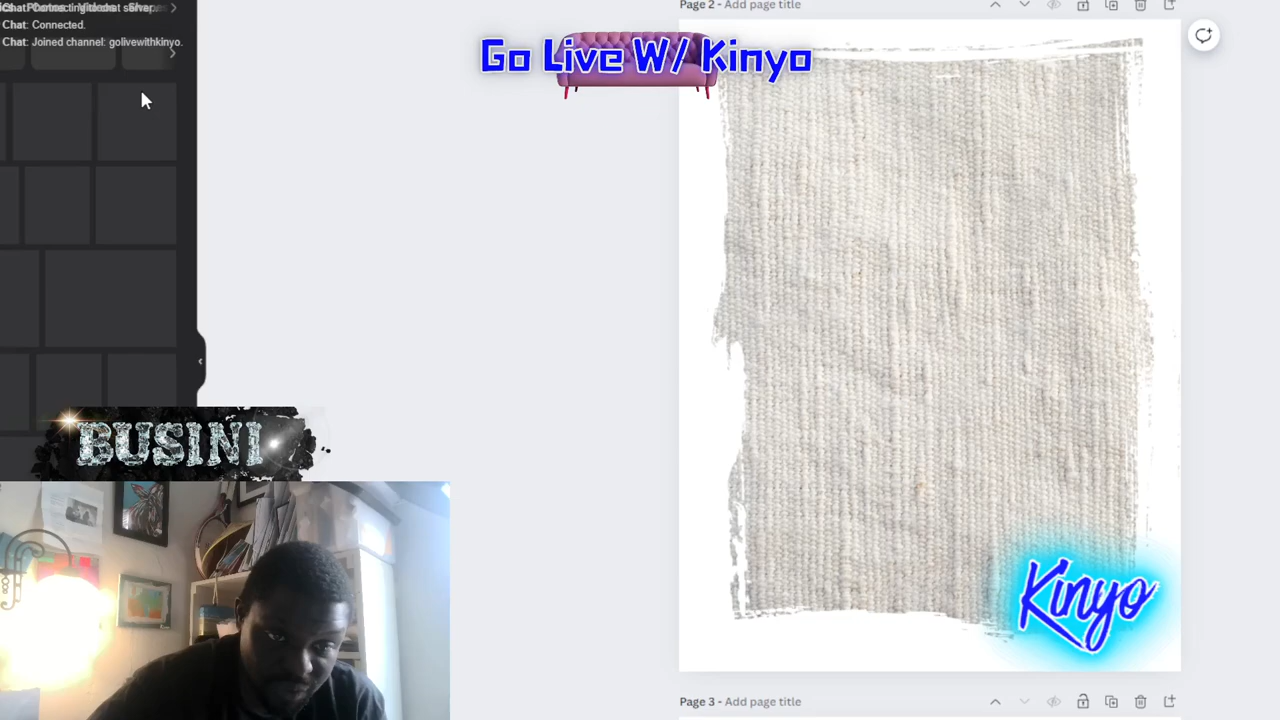 Chat: Connected.
Chat: Joined channel: golivewithkinyo.
Page 2 - Add page title
Go Live W/ Kinyo
BUSINI
Kinyo
Page 3 - Add page title